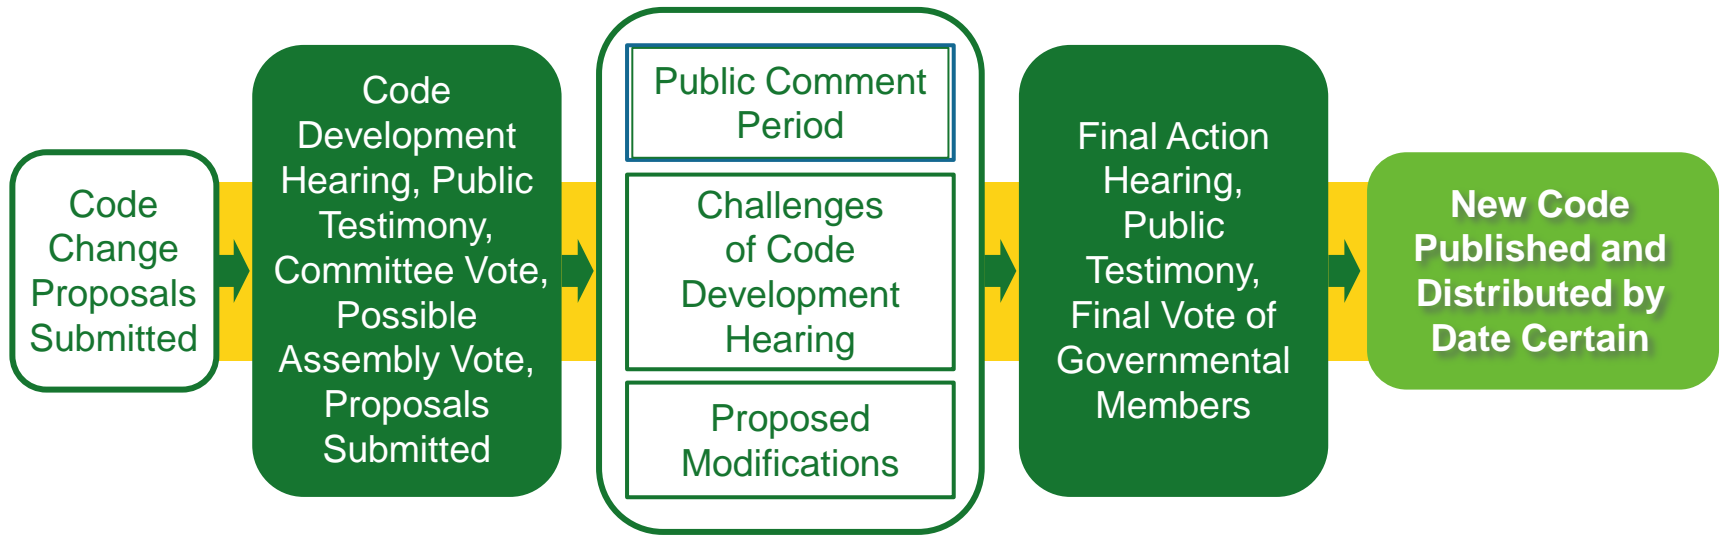 Code
Change
Proposals
Submitted
Code
Development
Hearing, Public
Testimony,
Committee Vote,
Possible
Assembly Vote,
Proposals
Submitted
Public Comment
Period
Challenges
of Code
Development
Hearing
Proposed
Modifications
Final Action
Hearing,
Public
Testimony,
Final Vote of
Governmental
Members
New Code
Published and
Distributed by
Date Certain